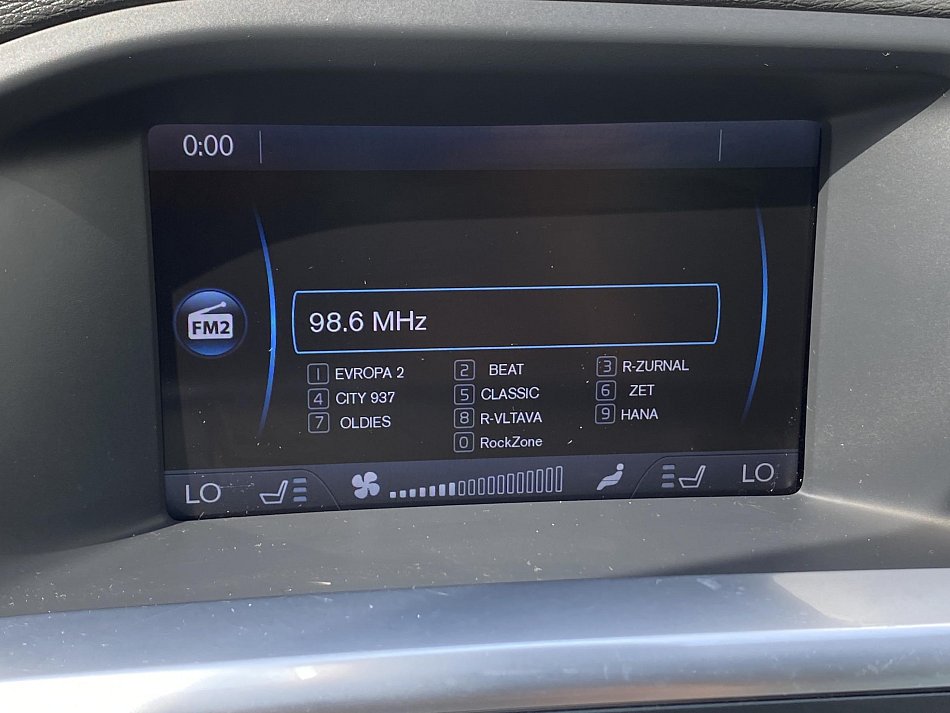 0:00
FM2
98.6 MHz
1 EVROPA 2 2 BEAT 3 R-ZURNAL
4 CITY 937 5 CLASSIC 6 ZET
7 OLDIES 8 R-VLTAVA 9 HANA
0 RockZone
LO LO